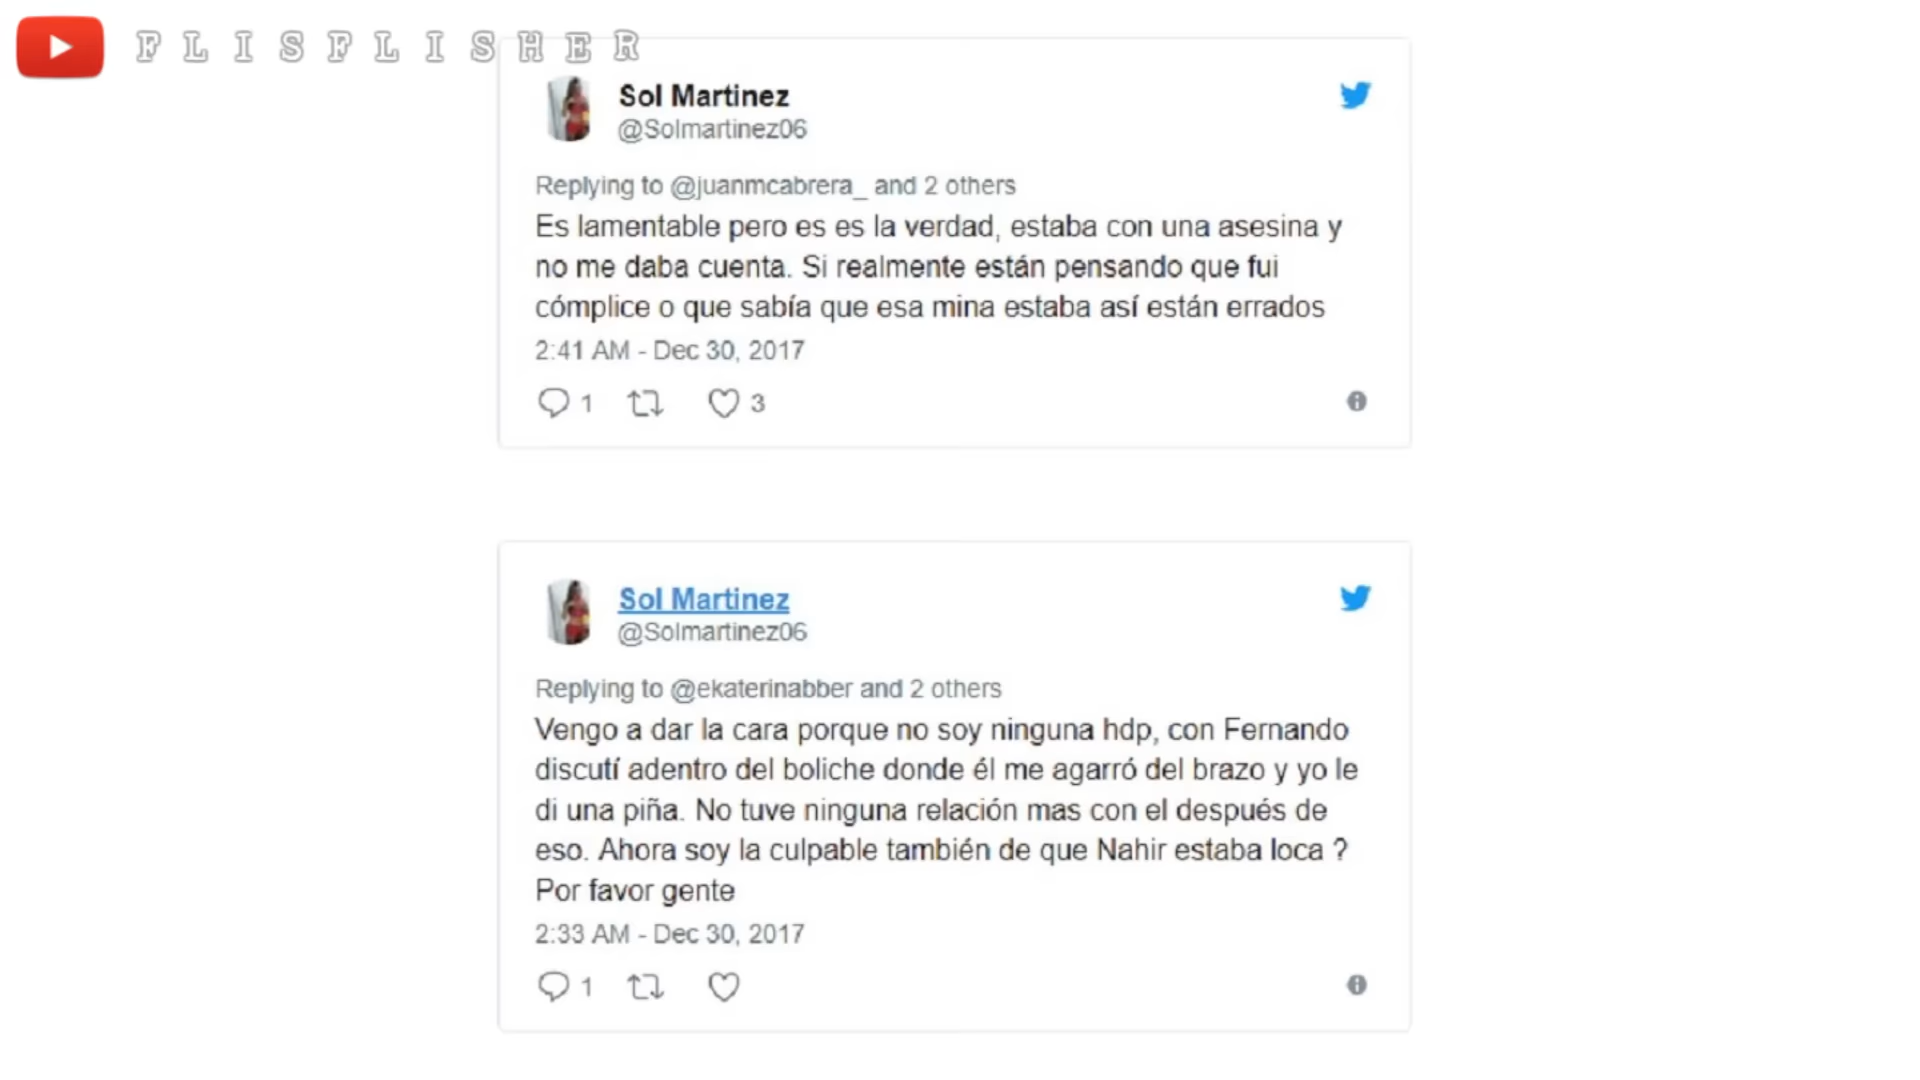 FLISFLISHER
Sol Martinez
@Solmartinez06
Replying to @juanmcabrera_ and 2 others
Es lamentable pero es es la verdad, estaba con una asesina y
no me daba cuenta. Si realmente están pensando que fui
cómplice o que sabía que esa mina estaba así están errados
2:41 AM - Dec 30, 2017
1 3
Sol Martinez
@Solmartinez06
Replying to @ekaterinabber and 2 others
Vengo a dar la cara porque no soy ninguna hdp, con Fernando
discutí adentro del boliche donde él me agarró del brazo y yo le
di una piña. No tuve ninguna relación mas con el después de
eso. Ahora soy la culpable también de que Nahir estaba loca ?
Por favor gente
2:33 AM - Dec 30, 2017
1